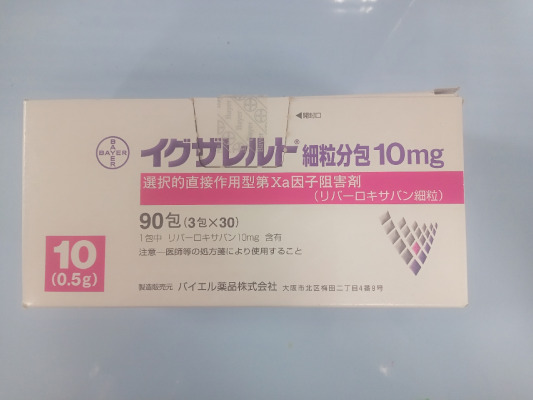 ◀開封口
BAYER
BAYER
イグザレルト® 細粒分包10mg
選択的直接作用型第Xa因子阻害剤
(リバーロキサバン細粒)
90包(3包×30)
1包中 リバーロキサバン10mg 含有
注意－医師等の処方箋により使用すること
10
(0.5g)
製造販売元 バイエル薬品株式会社 大阪市北区梅田二丁目4番9号